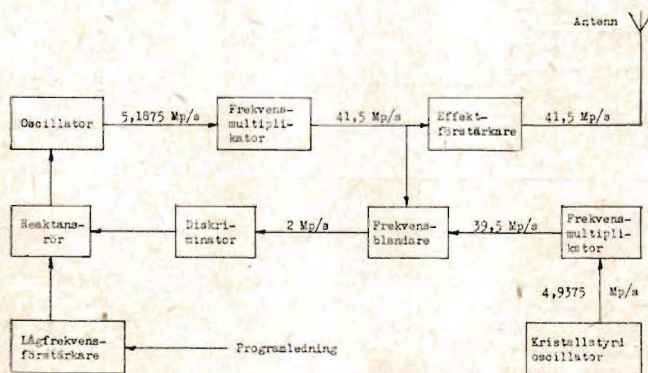 Antenn
Oscillator
5,1875 Mp/s
Frekvens-
multipli-
kator
41,5 Mp/s
Effekt-
förstärkare
41,5 Mp/s
Reaktans-
rör
Diskri-
minator
2 Mp/s
Frekvens-
blandare
39,5 Mp/s
Frekvens-
multipli-
kator
4,9375 Mp/s
Lågfrekvens-
förstärkare
Programledning
Kristallstyrd
oscillator